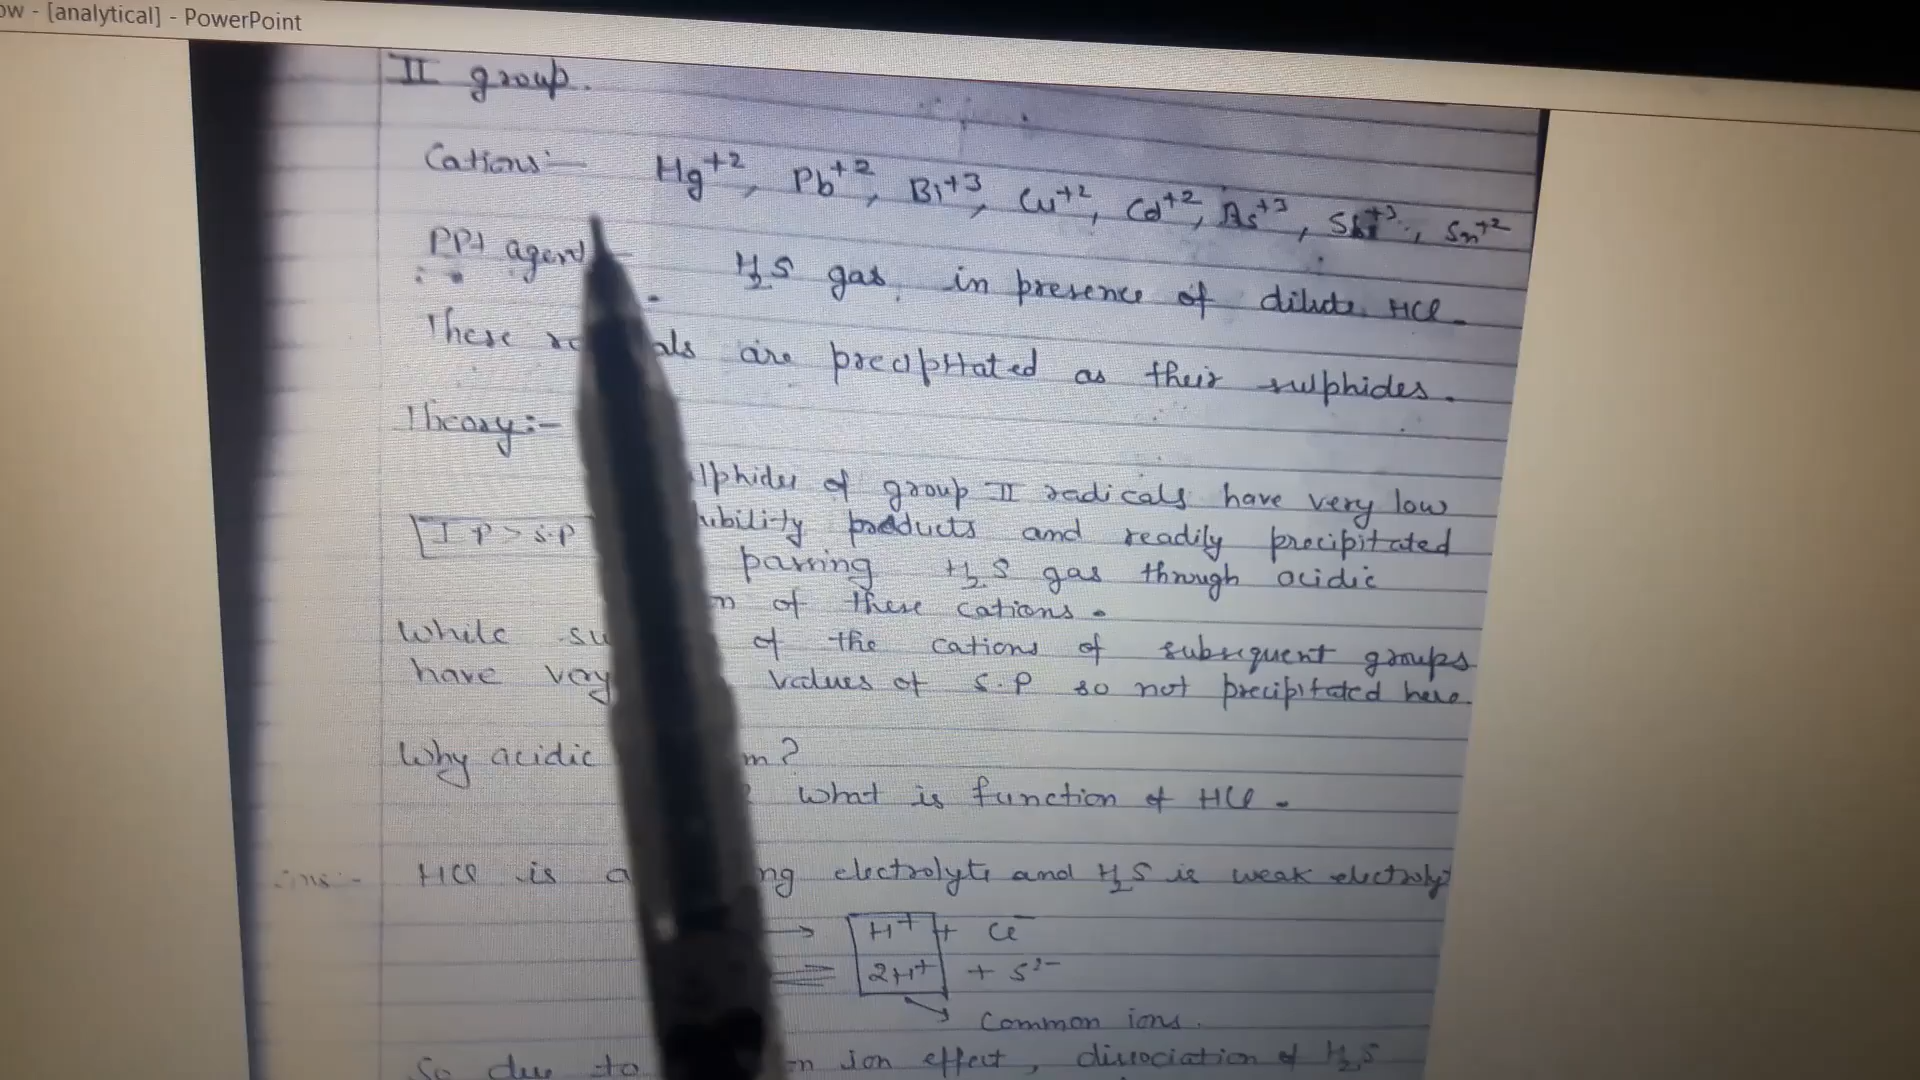 ow - [analytical] - PowerPoint
II group.
Cations:- Hg+2, Pb+2, Bi+3, Cu+2, Cd+2, As+3, Sb+3, Sn+2
PPt agent H2S gas in presence of dilute HCl.
These als are precipitated as their sulphides.
Theory:-
lphides of group II radicals have very low
I P > S.P ubility products and readily precipitated
passing H2S gas through acidic
n of these cations.
While su of the cations of subsequent groups
have very values of S.P so not precipitated here.
Why acidic m?
What is function of HCl.
Ans:- HCl is a ng electrolyte and H2S is weak electroly
→ H+ + Cl-
⇌ 2H+ + S2-
Common ions.
So due to on ion effect, dissociation of H2S